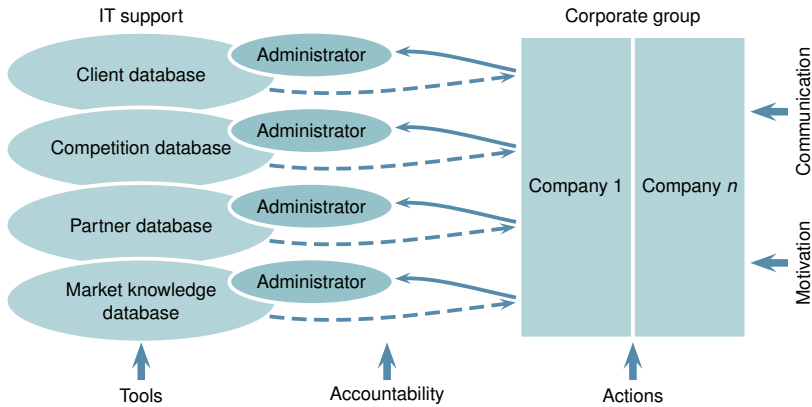 IT support
Corporate group
Client database
Administrator
Competition database
Administrator
Partner database
Administrator
Market knowledge
database
Administrator
Company 1
Company n
Communication
Motivation
Tools
Accountability
Actions